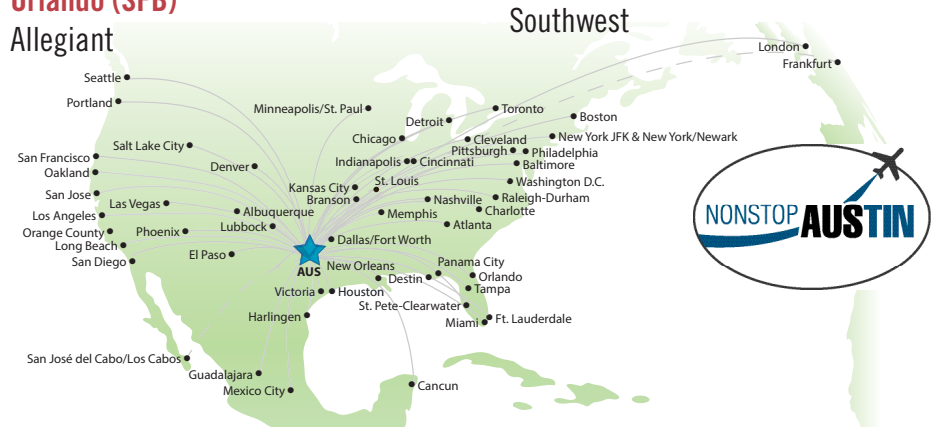 Orlando (SFB)
Allegiant
Southwest
London
Frankfurt
Seattle
Portland
Minneapolis/St. Paul
Toronto
Detroit
Boston
Chicago
Cleveland
New York JFK & New York/Newark
Salt Lake City
Pittsburgh
Philadelphia
San Francisco
Indianapolis
Cincinnati
Baltimore
Oakland
Denver
St. Louis
Washington D.C.
Kansas City
San Jose
Branson
Nashville
Raleigh-Durham
Las Vegas
Albuquerque
Memphis
Charlotte
Los Angeles
Lubbock
Atlanta
Orange County
Phoenix
Dallas/Fort Worth
Long Beach
El Paso
San Diego
AUS
New Orleans
Panama City
Destin
Orlando
Victoria
Houston
Tampa
St. Pete-Clearwater
Harlingen
Miami
Ft. Lauderdale
San José del Cabo/Los Cabos
Guadalajara
Mexico City
Cancun
NONSTOP AUSTIN